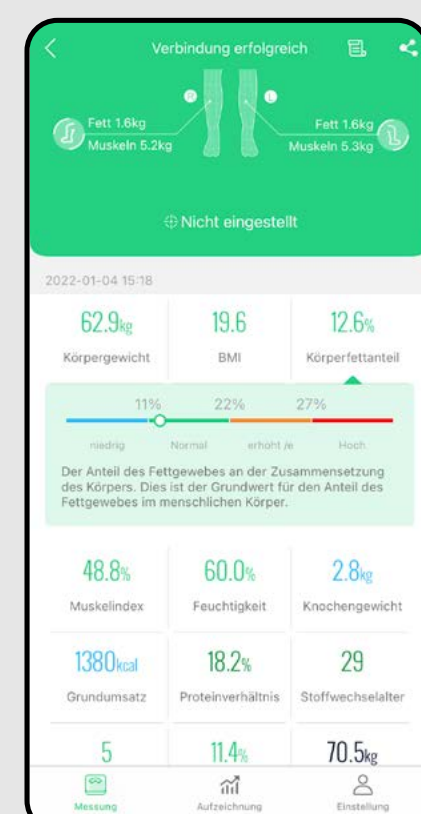 Verbindung erfolgreich
R
L
Fett 1.6kg
Muskeln 5.2kg
Fett 1.6kg
Muskeln 5.3kg
Nicht eingestellt
2022-01-04 15:18
62.9kg 19.6 12.6%
Körpergewicht BMI Körperfettanteil
11% 22% 27%
niedrig Normal erhöht /e Hoch
Der Anteil des Fettgewebes an der Zusammensetzung
des Körpers. Dies ist der Grundwert für den Anteil des
Fettgewebes im menschlichen Körper.
48.8% 60.0% 2.8kg
Muskelindex Feuchtigkeit Knochengewicht
1380kcal 18.2% 29
Grundumsatz Proteinverhältnis Stoffwechselalter
5 11.4% 70.5kg
Messung Aufzeichnung Einstellung